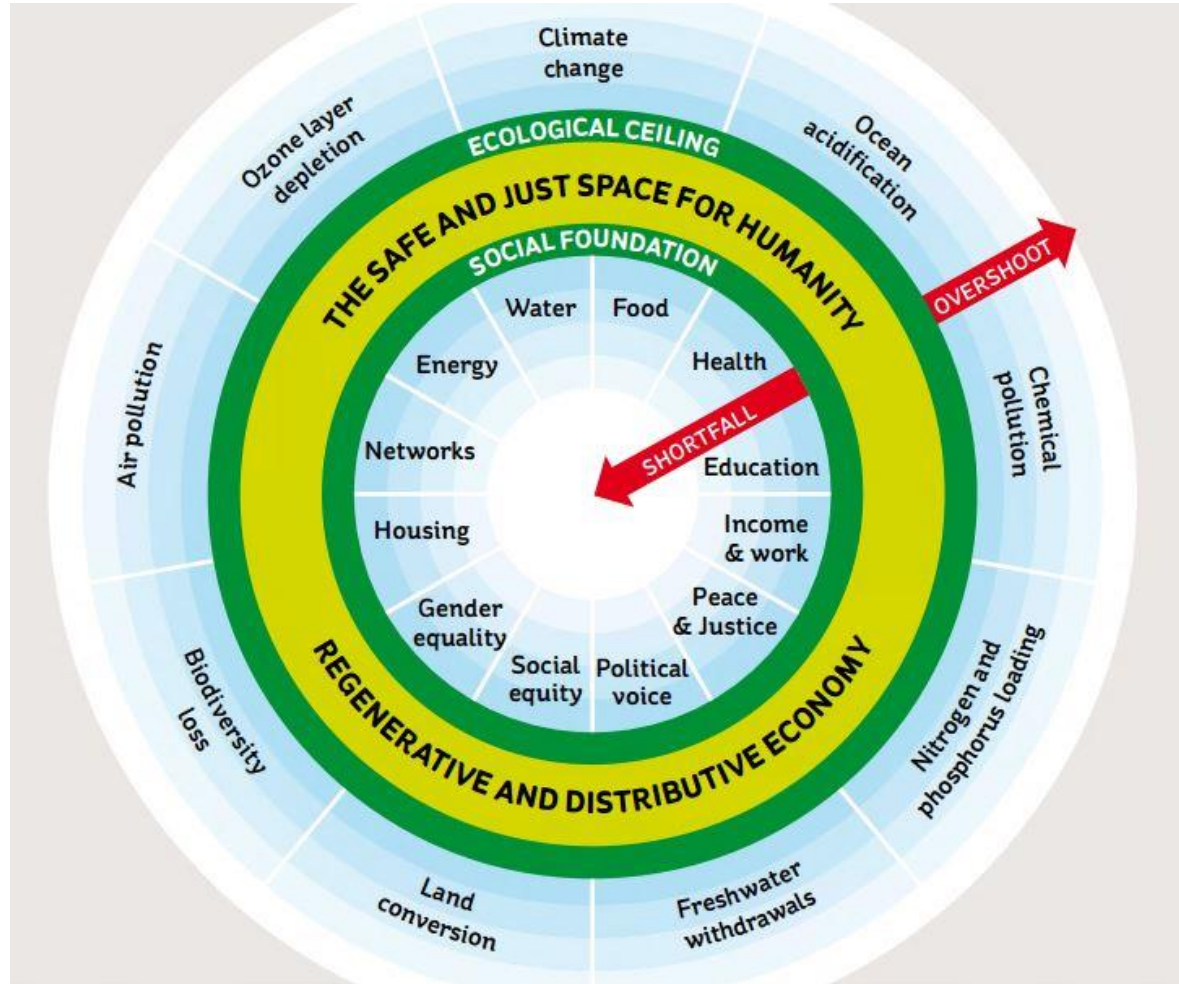 Climate
change
Ocean
acidification
OVERSHOOT
Chemical
pollution
Nitrogen and
phosphorus loading
Freshwater
withdrawals
Land
conversion
Biodiversity
loss
Air pollution
Ozone layer
depletion
ECOLOGICAL CEILING
THE SAFE AND JUST SPACE FOR HUMANITY
SOCIAL FOUNDATION
Water
Food
Health
SHORTFALL
Education
Income
& work
Peace
& Justice
Political
voice
Social
equity
Gender
equality
Housing
Networks
Energy
REGENERATIVE AND DISTRIBUTIVE ECONOMY